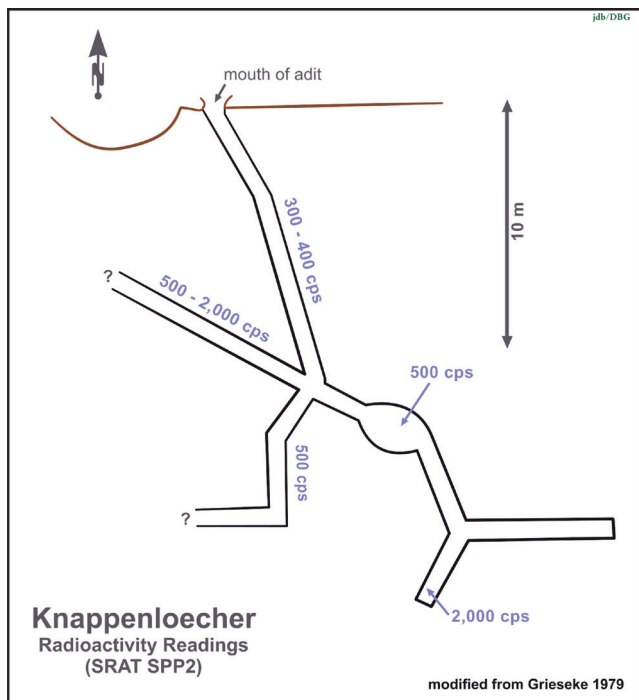 jdb/DBG
N
mouth of adit
300 - 400 cps
10 m
?
500 - 2,000 cps
500 cps
500 cps
?
2,000 cps
Knappenloecher
Radioactivity Readings
(SRAT SPP2)
modified from Grieseke 1979